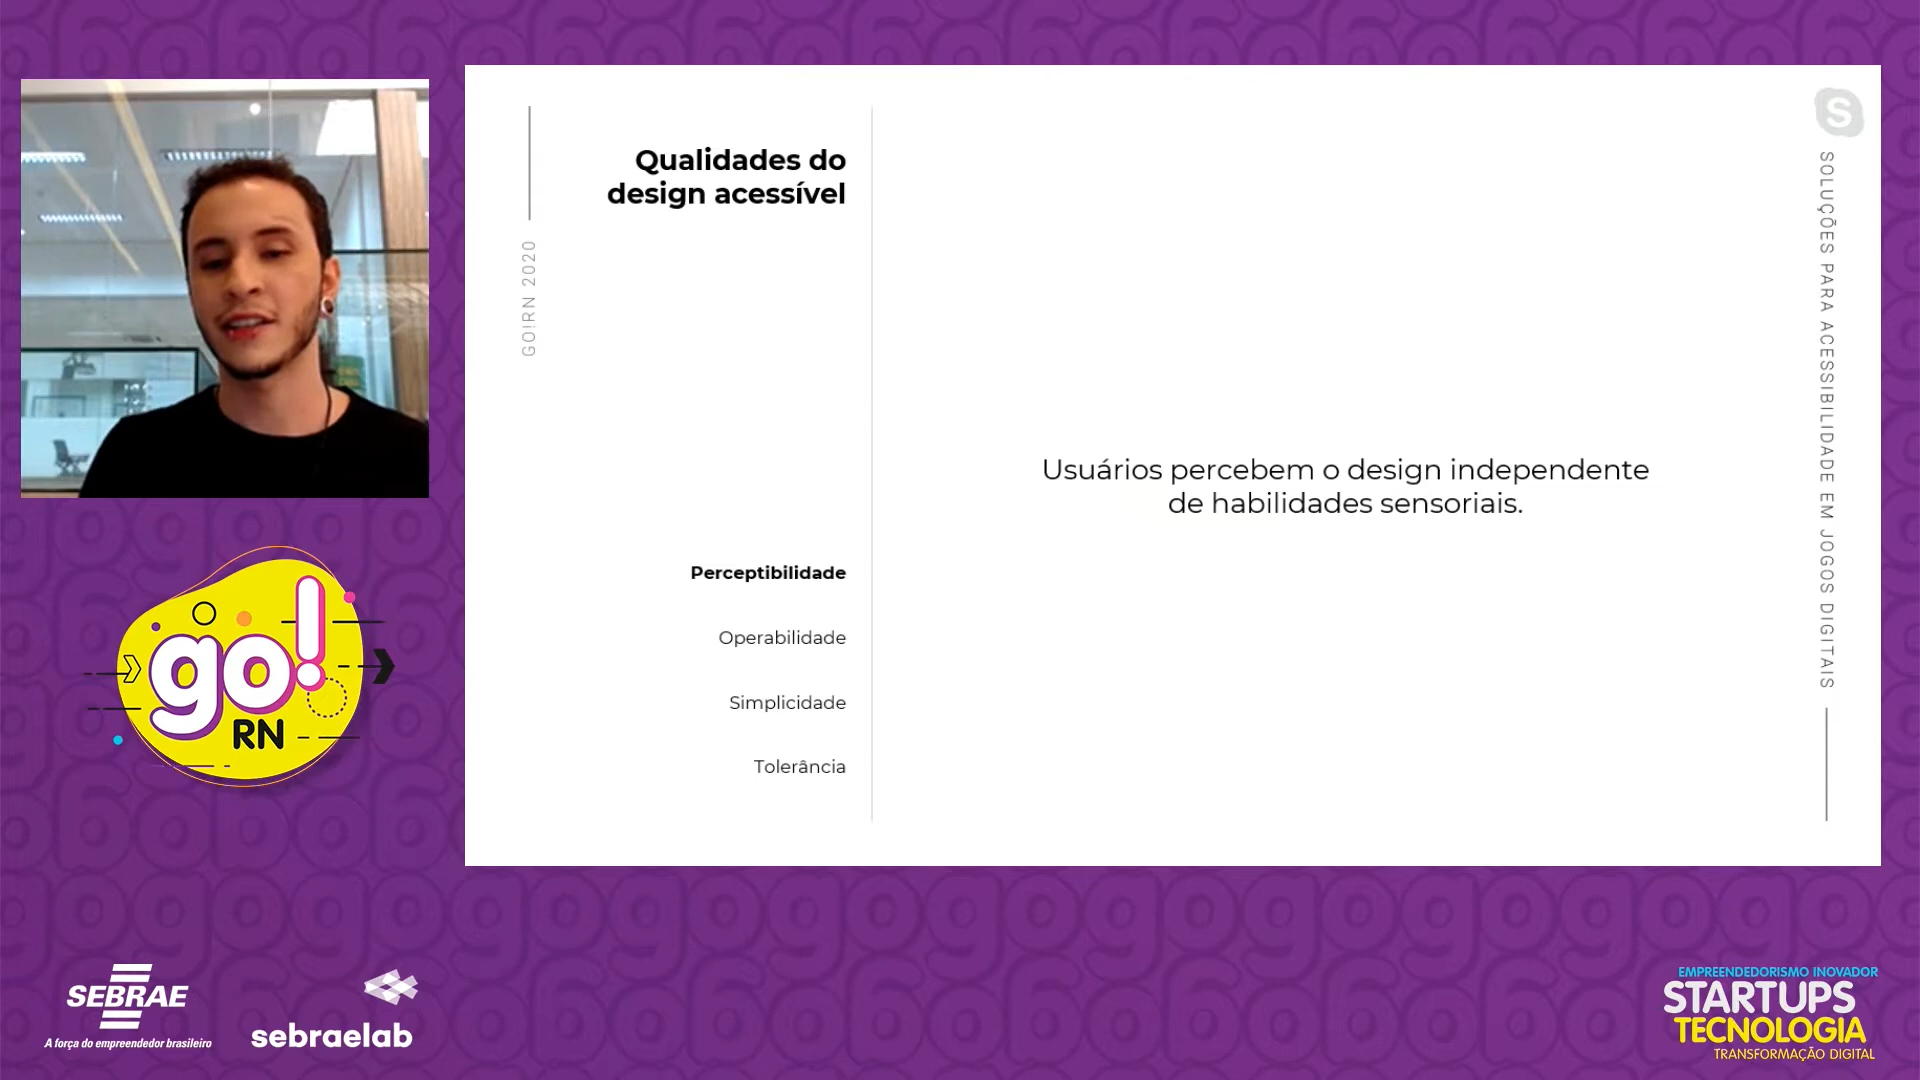 Qualidades do
design acessível
GO!RN 2020
Perceptibilidade
Operabilidade
Simplicidade
Tolerância
Usuários percebem o design independente
de habilidades sensoriais.
S
SOLUÇÕES PARA ACESSIBILIDADE EM JOGOS DIGITAIS
go!
RN
SEBRAE
A força do empreendedor brasileiro
sebraelab
EMPREENDEDORISMO INOVADOR
STARTUPS
TECNOLOGIA
TRANSFORMAÇÃO DIGITAL